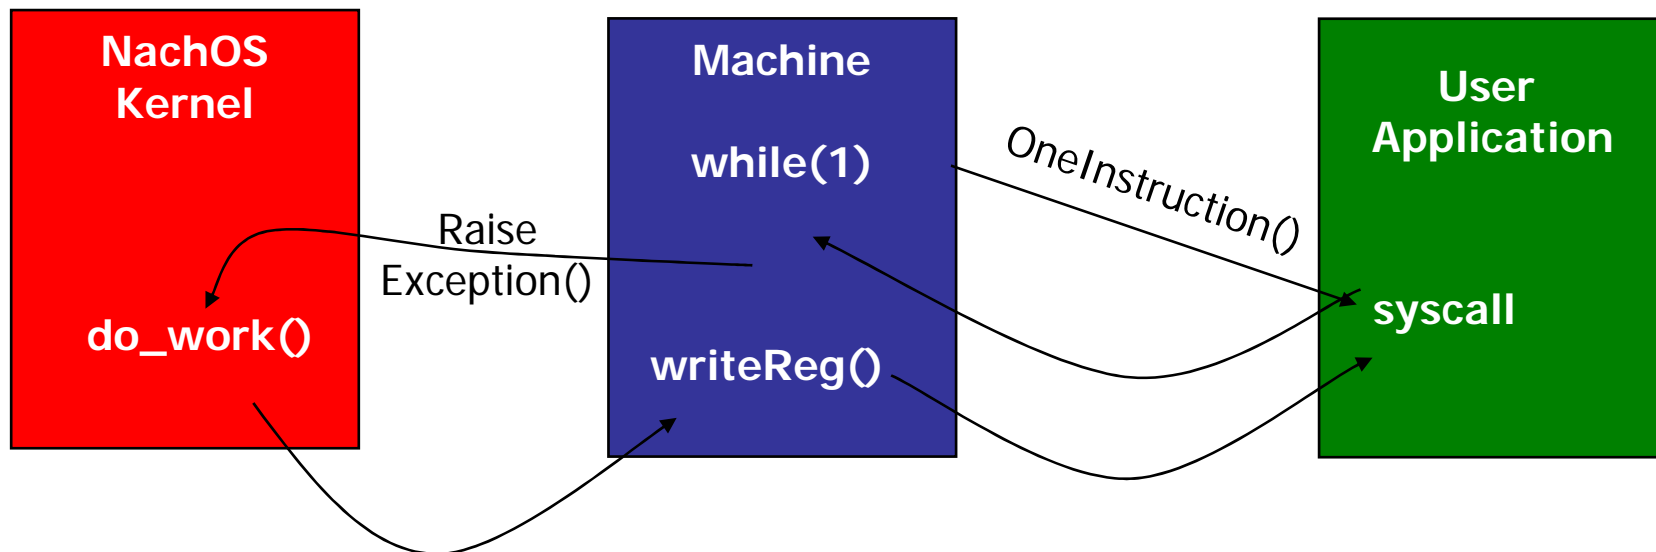 NachOS
Kernel
do_work()
Raise
Exception()
Machine
while(1)
writeReg()
OneInstruction()
User
Application
syscall